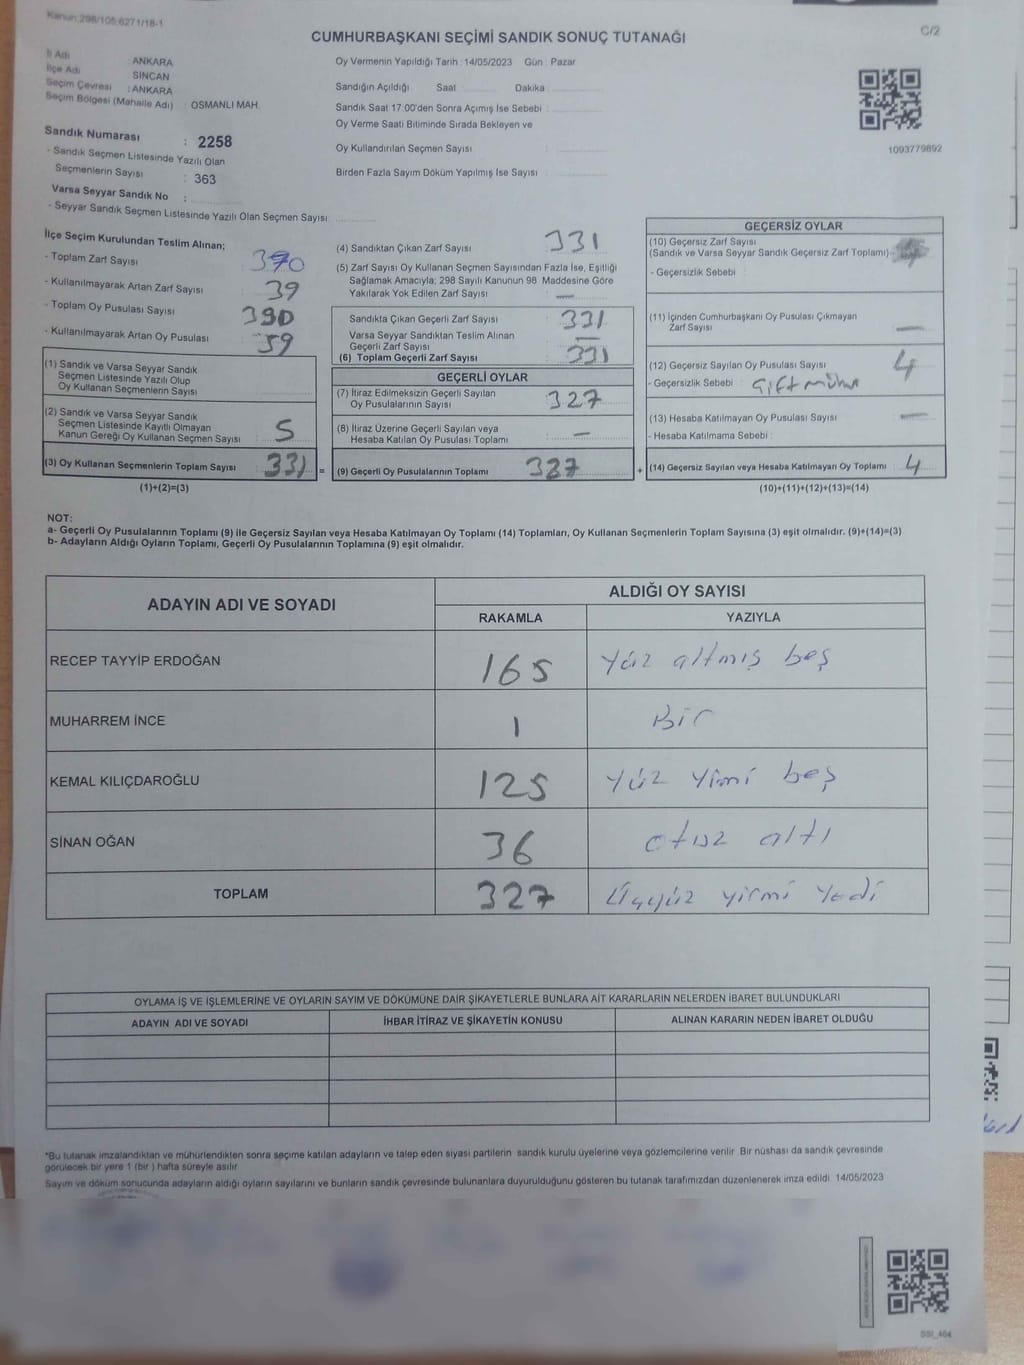 Kanun:298/105,6271/18-1
C/2
CUMHURBAŞKANI SEÇİMİ SANDIK SONUÇ TUTANAĞI
İl Adı : ANKARA
İlçe Adı : SİNCAN
Seçim Çevresi : ANKARA
Seçim Bölgesi (Mahalle Adı) : OSMANLI MAH.
Sandık Numarası : 2258
- Sandık Seçmen Listesinde Yazılı Olan
Seçmenlerin Sayısı : 363
Varsa Seyyar Sandık No :
- Seyyar Sandık Seçmen Listesinde Yazılı Olan Seçmen Sayısı
Oy Vermenin Yapıldığı Tarih : 14/05/2023 Gün : Pazar
Sandığın Açıldığı Saat Dakika
Sandık Saat 17:00'den Sonra Açımış İse Sebebi :
Oy Verme Saati Bitiminde Sırada Bekleyen ve
Oy Kullandırılan Seçmen Sayısı :
Birden Fazla Sayım Döküm Yapılmış İse Sayısı :
1093779892
İlçe Seçim Kurulundan Teslim Alınan;
- Toplam Zarf Sayısı 370
- Kullanılmayarak Artan Zarf Sayısı 39
- Toplam Oy Pusulası Sayısı 390
- Kullanılmayarak Artan Oy Pusulası 59
(1) Sandık ve Varsa Seyyar Sandık
Seçmen Listesinde Yazılı Olup
Oy Kullanan Seçmenlerin Sayısı :
(2) Sandık ve Varsa Seyyar Sandık
Seçmen Listesinde Kayıtlı Olmayan
Kanun Gereği Oy Kullanan Seçmen Sayısı : 5
(3) Oy Kullanan Seçmenlerin Toplam Sayısı 331 =
(1)+(2)=(3)
(4) Sandıktan Çıkan Zarf Sayısı 331
(5) Zarf Sayısı Oy Kullanan Seçmen Sayısından Fazla İse, Eşitliği
Sağlamak Amacıyla; 298 Sayılı Kanunun 98 Maddesine Göre
Yakılarak Yok Edilen Zarf Sayısı : —
Sandıkta Çıkan Geçerli Zarf Sayısı : 331
Varsa Seyyar Sandıktan Teslim Alınan
Geçerli Zarf Sayısı : —
(6) Toplam Geçerli Zarf Sayısı : 331
GEÇERLİ OYLAR
(7) İtiraz Edilmeksizin Geçerli Sayılan
Oy Pusulalarının Sayısı : 327
(8) İtiraz Üzerine Geçerli Sayılan veya
Hesaba Katılan Oy Pusulası Toplamı : —
(9) Geçerli Oy Pusulalarının Toplamı : 327 +
GEÇERSİZ OYLAR
(10) Geçersiz Zarf Sayısı
(Sandık ve Varsa Seyyar Sandık Geçersiz Zarf Toplamı)
- Geçersizlik Sebebi :
(11) İçinden Cumhurbaşkanı Oy Pusulası Çıkmayan
Zarf Sayısı —
(12) Geçersiz Sayılan Oy Pusulası Sayısı : 4
- Geçersizlik Sebebi : Çift mühür
(13) Hesaba Katılmayan Oy Pusulası Sayısı : —
- Hesaba Katılmama Sebebi :
(14) Geçersiz Sayılan veya Hesaba Katılmayan Oy Toplamı : 4
(10)+(11)+(12)+(13)=(14)
NOT:
a- Geçerli Oy Pusulalarının Toplamı (9) ile Geçersiz Sayılan veya Hesaba Katılmayan Oy Toplamı (14) Toplamları, Oy Kullanan Seçmenlerin Toplam Sayısına (3) eşit olmalıdır. (9)+(14)=(3)
b- Adayların Aldığı Oyların Toplamı, Geçerli Oy Pusulalarının Toplamına (9) eşit olmalıdır.
ADAYIN ADI VE SOYADI ALDIĞI OY SAYISI
RAKAMLA YAZIYLA
RECEP TAYYİP ERDOĞAN 165 Yüz altmış beş
MUHARREM İNCE 1 Bir
KEMAL KILIÇDAROĞLU 125 Yüz yimi beş
SİNAN OĞAN 36 otuz altı
TOPLAM 327 Üçyüz yirmi yedi
OYLAMA İŞ VE İŞLEMLERİNE VE OYLARIN SAYIM VE DÖKÜMÜNE DAİR ŞİKAYETLERLE BUNLARA AİT KARARLARIN NELERDEN İBARET BULUNDUKLARI
ADAYIN ADI VE SOYADI İHBAR İTİRAZ VE ŞİKAYETİN KONUSU ALINAN KARARIN NEDEN İBARET OLDUĞU
*Bu tutanak imzalandıktan ve mühürlendikten sonra seçime katılan adayların ve talep eden siyasi partilerin sandık kurulu üyelerine veya gözlemcilerine verilir. Bir nüshası da sandık çevresinde
görülecek bir yere 1 (bir ) hafta süreyle asılır.
Sayım ve döküm sonucunda adayların aldığı oyların sayılarını ve bunların sandık çevresinde bulunanlara duyurulduğunu gösteren bu tutanak tarafımızdan düzenlenerek imza edildi. 14/05/2023
SSI_404